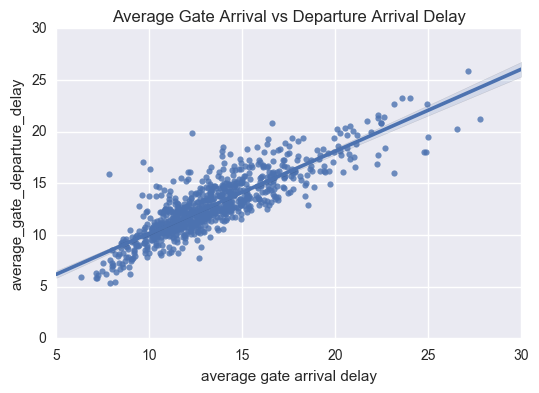 Average Gate Arrival vs Departure Arrival Delay
30
25
20
15
10
5
0
average_gate_departure_delay
5 10 15 20 25 30
average gate arrival delay